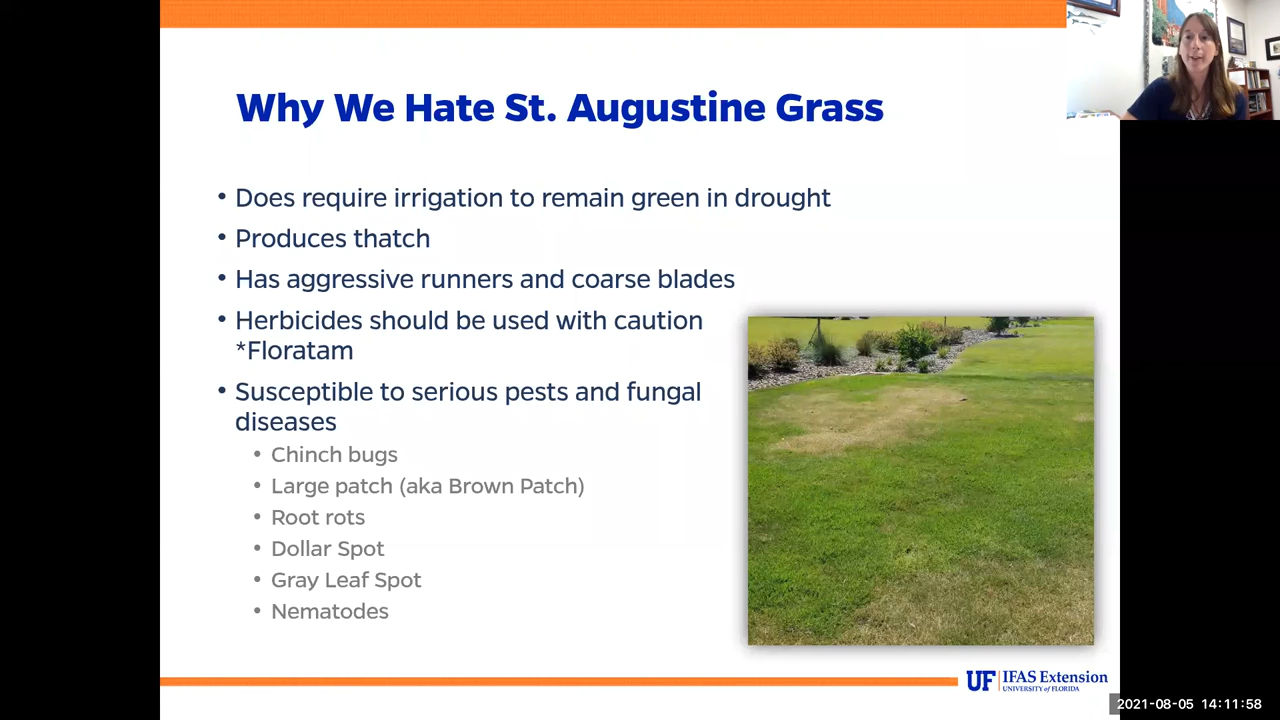 Why We Hate St. Augustine Grass
• Does require irrigation to remain green in drought
• Produces thatch
• Has aggressive runners and coarse blades
• Herbicides should be used with caution
*Floratam
• Susceptible to serious pests and fungal
diseases
• Chinch bugs
• Large patch (aka Brown Patch)
• Root rots
• Dollar Spot
• Gray Leaf Spot
• Nematodes
UF IFAS Extension
UNIVERSITY of FLORIDA
2021-08-05 14:11:58